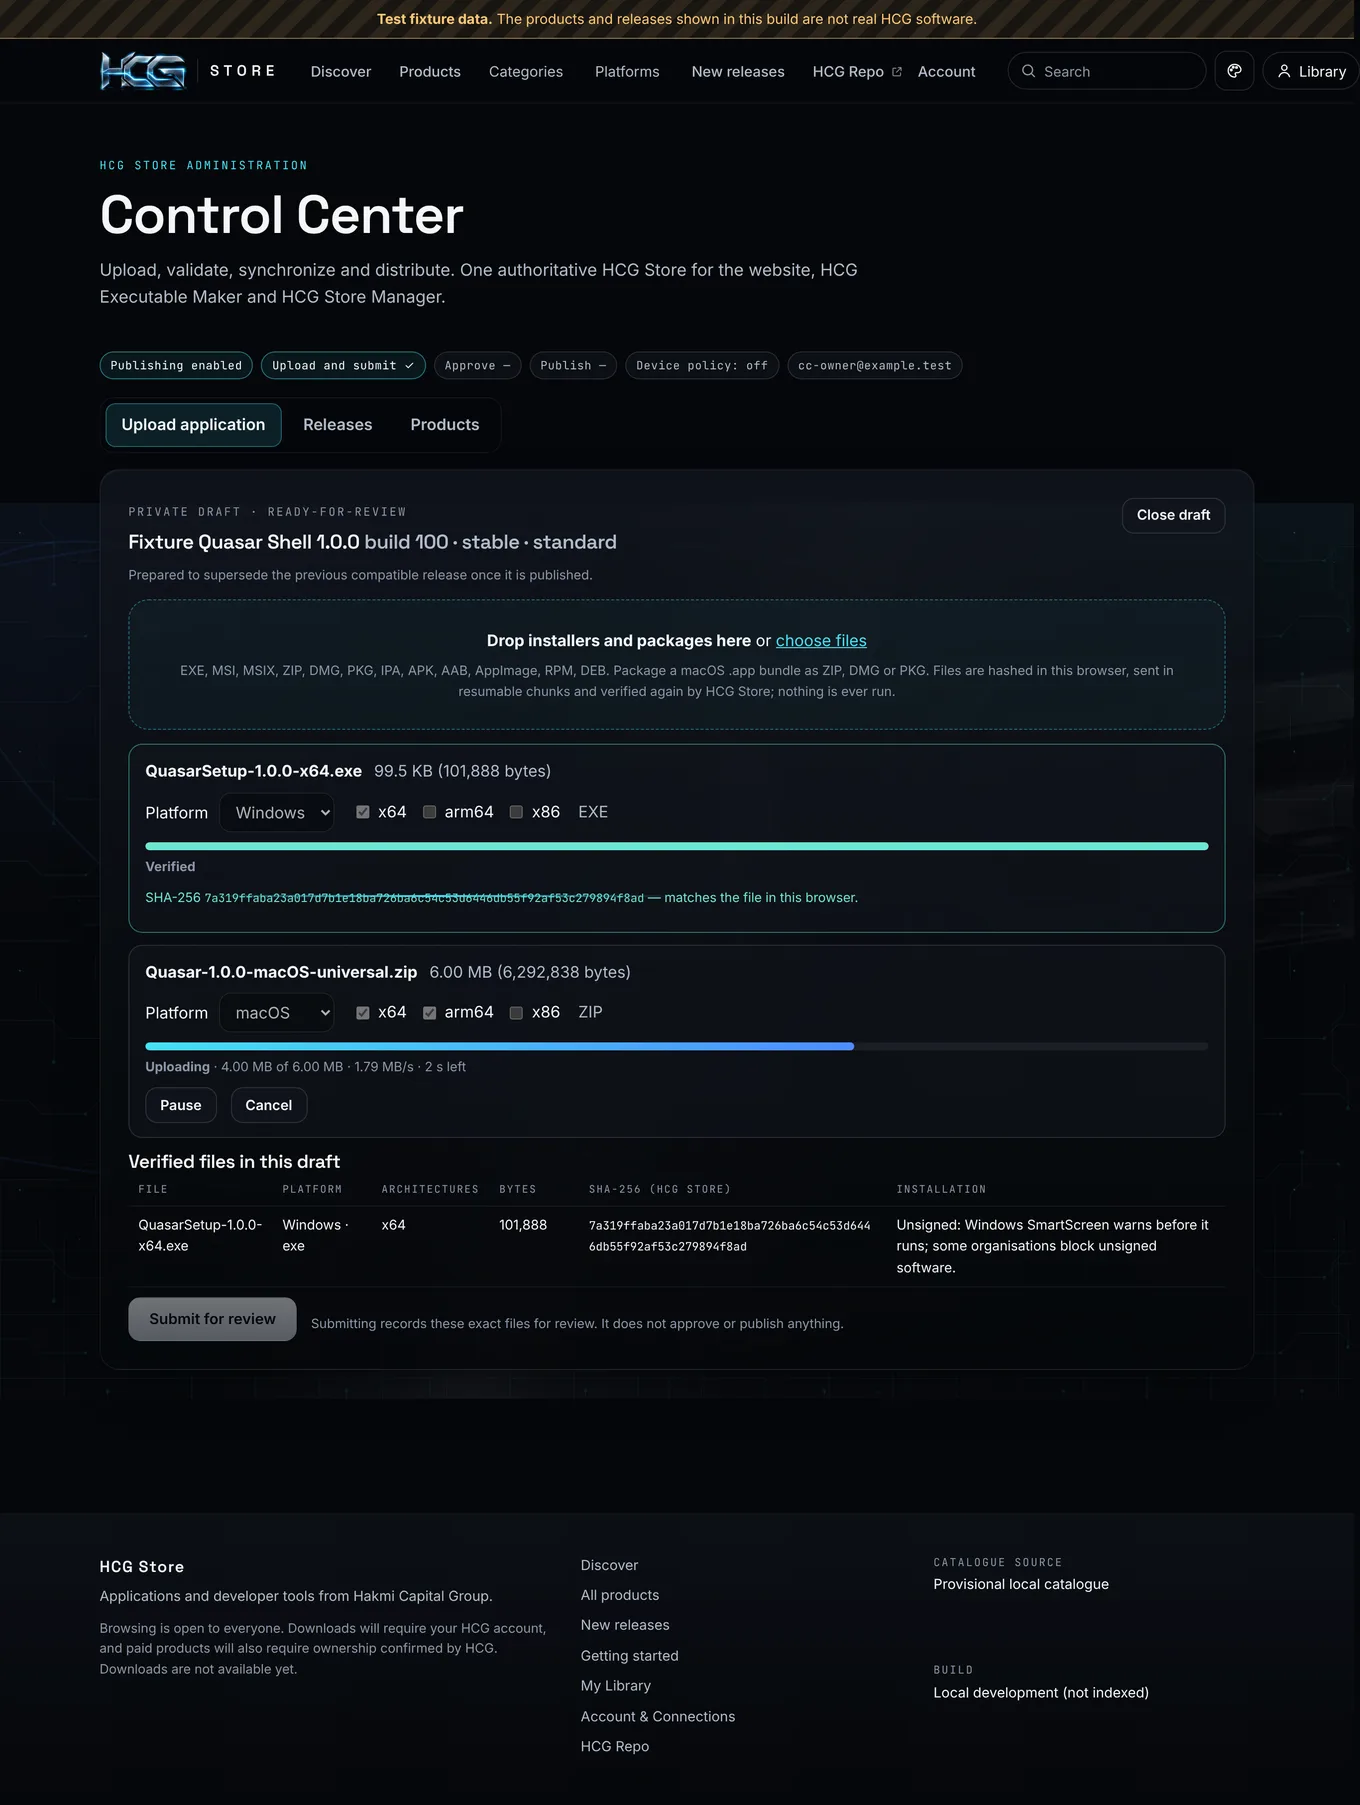 Test fixture data. The products and releases shown in this build are not real HCG software.
HCG STORE Discover Products Categories Platforms New releases HCG Repo Account Search Library
HCG STORE ADMINISTRATION
Control Center
Upload, validate, synchronize and distribute. One authoritative HCG Store for the website, HCG
Executable Maker and HCG Store Manager.
Publishing enabled Upload and submit ✓ Approve — Publish — Device policy: off cc-owner@example.test
Upload application Releases Products
PRIVATE DRAFT · READY-FOR-REVIEW
Close draft
Fixture Quasar Shell 1.0.0 build 100 · stable · standard
Prepared to supersede the previous compatible release once it is published.
Drop installers and packages here or choose files
EXE, MSI, MSIX, ZIP, DMG, PKG, IPA, APK, AAB, AppImage, RPM, DEB. Package a macOS .app bundle as ZIP, DMG or PKG. Files are hashed in this browser, sent in
resumable chunks and verified again by HCG Store; nothing is ever run.
QuasarSetup-1.0.0-x64.exe 99.5 KB (101,888 bytes)
Platform Windows x64 arm64 x86 EXE
Verified
SHA-256 7a319ffaba23a017d7b1e18ba726ba6c54c53d6446db55f92af53c279894f8ad — matches the file in this browser.
Quasar-1.0.0-macOS-universal.zip 6.00 MB (6,292,838 bytes)
Platform macOS x64 arm64 x86 ZIP
Uploading · 4.00 MB of 6.00 MB · 1.79 MB/s · 2 s left
Pause Cancel
Verified files in this draft
FILE PLATFORM ARCHITECTURES BYTES SHA-256 (HCG STORE) INSTALLATION
QuasarSetup-1.0.0- Windows · x64 101,888 7a319ffaba23a017d7b1e18ba726ba6c54c53d644 Unsigned: Windows SmartScreen warns before it
x64.exe exe 6db55f92af53c279894f8ad runs; some organisations block unsigned
software.
Submit for review Submitting records these exact files for review. It does not approve or publish anything.
HCG Store
Applications and developer tools from Hakmi Capital Group.
Browsing is open to everyone. Downloads will require your HCG account,
and paid products will also require ownership confirmed by HCG.
Downloads are not available yet.
Discover
All products
New releases
Getting started
My Library
Account & Connections
HCG Repo
CATALOGUE SOURCE
Provisional local catalogue
BUILD
Local development (not indexed)